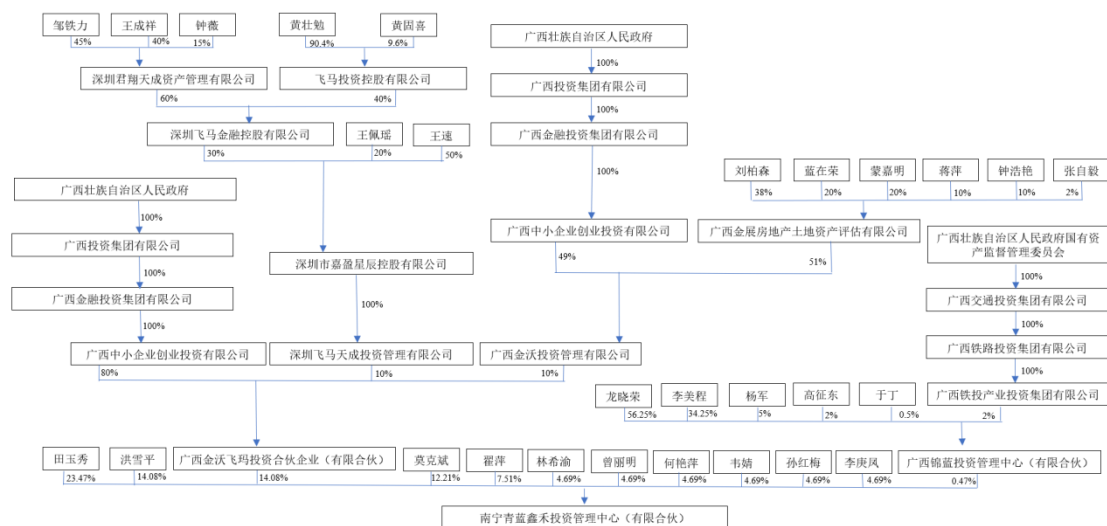 邹铁力
王成祥
钟薇
45%
40%
15%
黄壮勉
黄固喜
90.4%
9.6%
深圳君翔天成资产管理有限公司
飞马投资控股有限公司
60%
40%
深圳飞马金融控股有限公司
王佩瑶
王速
30%
20%
50%
广西壮族自治区人民政府
100%
广西投资集团有限公司
100%
广西金融投资集团有限公司
100%
刘柏森
蓝在荣
蒙嘉明
蒋萍
钟浩艳
张自毅
38%
20%
20%
10%
10%
2%
广西壮族自治区人民政府
100%
广西投资集团有限公司
100%
广西金融投资集团有限公司
100%
深圳市嘉盈星辰控股有限公司
100%
广西中小企业创业投资有限公司
广西金展房地产土地资产评估有限公司
49%
51%
广西壮族自治区人民政府国有资
产监督管理委员会
100%
广西交通投资集团有限公司
100%
广西铁路投资集团有限公司
100%
广西中小企业创业投资有限公司
深圳飞马天成投资管理有限公司
广西金沃投资管理有限公司
80%
10%
10%
龙晓荣
李美程
杨军
高征东
于丁
广西铁投产业投资集团有限公司
56.25%
34.25%
5%
2%
0.5%
2%
田玉秀
洪雪平
广西金沃飞玛投资合伙企业（有限合伙）
莫克斌
翟萍
林希渝
曾丽明
何艳萍
韦婧
孙红梅
李庚凤
广西锦蓝投资管理中心（有限合伙）
23.47%
14.08%
14.08%
12.21%
7.51%
4.69%
4.69%
4.69%
4.69%
4.69%
4.69%
0.47%
南宁青蓝鑫禾投资管理中心（有限合伙）